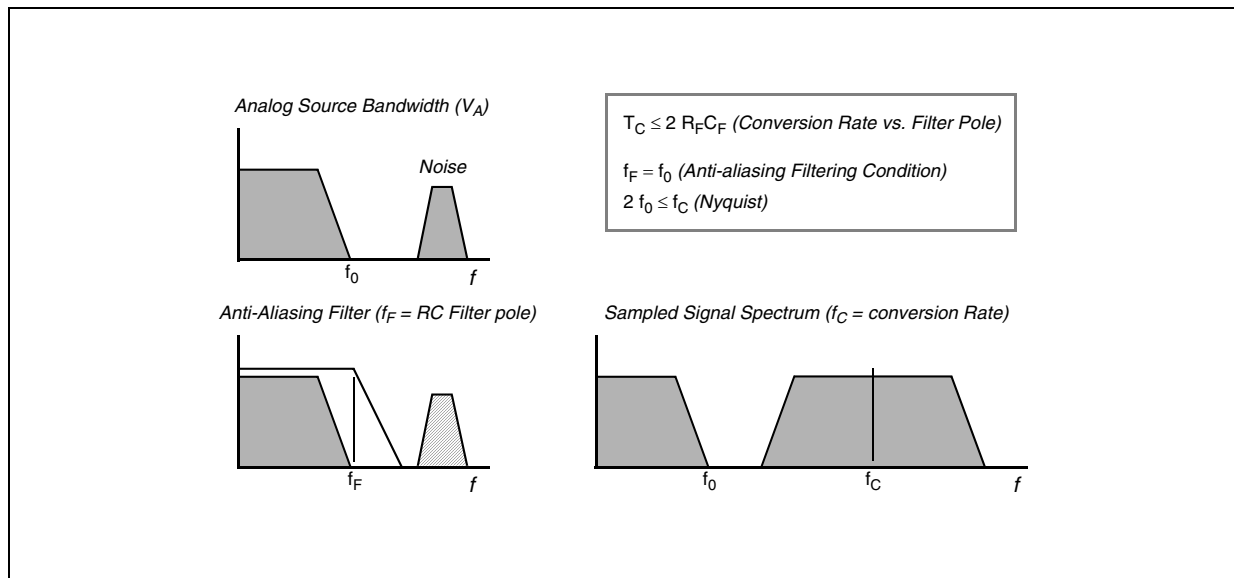 Analog Source Bandwidth (V_A)
Noise
f_0
f
T_C ≤ 2 R_FC_F (Conversion Rate vs. Filter Pole)
f_F = f_0 (Anti-aliasing Filtering Condition)
2 f_0 ≤ f_C (Nyquist)
Anti-Aliasing Filter (f_F = RC Filter pole)
f_F
f
Sampled Signal Spectrum (f_C = conversion Rate)
f_0
f_C
f